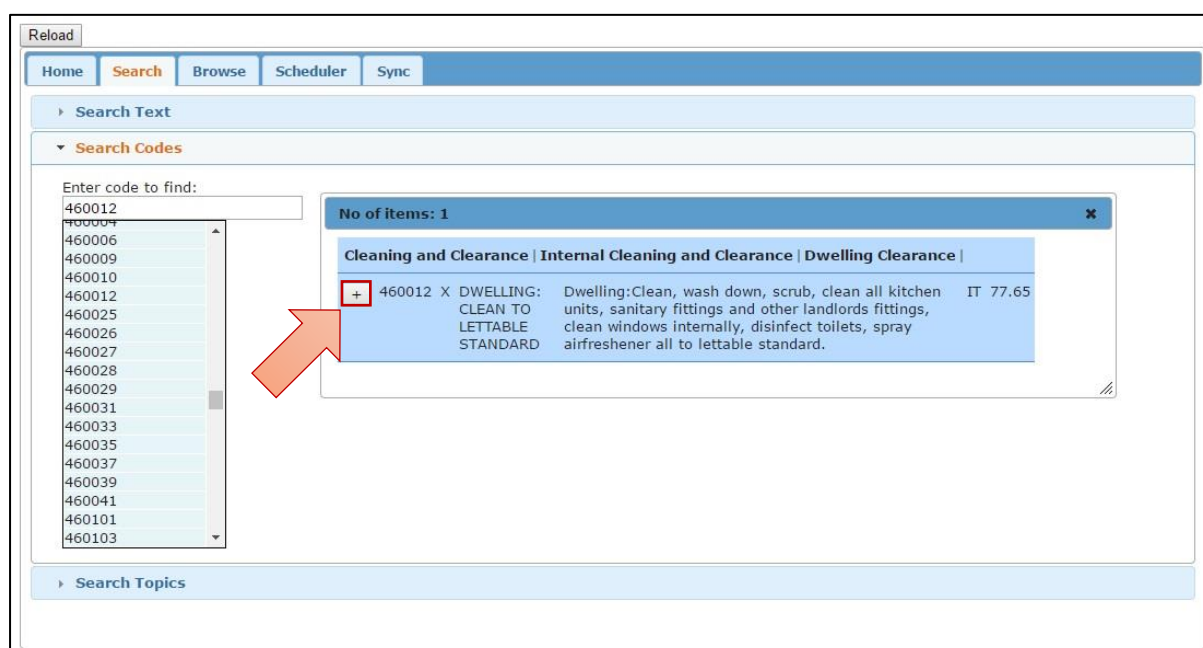 Reload
Home Search Browse Scheduler Sync
Search Text
Search Codes
Enter code to find:
460012
460004
460006
460009
460010
460012
460025
460026
460027
460028
460029
460031
460033
460035
460037
460039
460041
460101
460103
No of items: 1
Cleaning and Clearance | Internal Cleaning and Clearance | Dwelling Clearance |
+ 460012 X DWELLING: CLEAN TO LETTABLE STANDARD
Dwelling:Clean, wash down, scrub, clean all kitchen
units, sanitary fittings and other landlords fittings,
clean windows internally, disinfect toilets, spray
airfreshener all to lettable standard.
IT 77.65
Search Topics